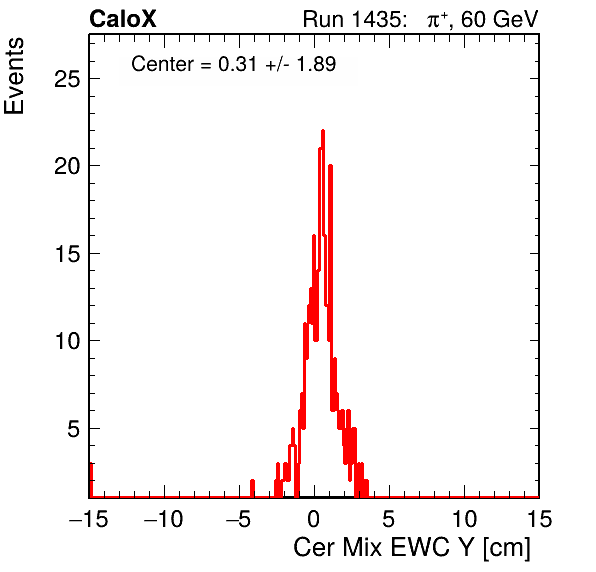 CaloX Run 1435: π⁺, 60 GeV
Center = 0.31 +/- 1.89
Events
25
20
15
10
5
−15 −10 −5 0 5 10 15
Cer Mix EWC Y [cm]